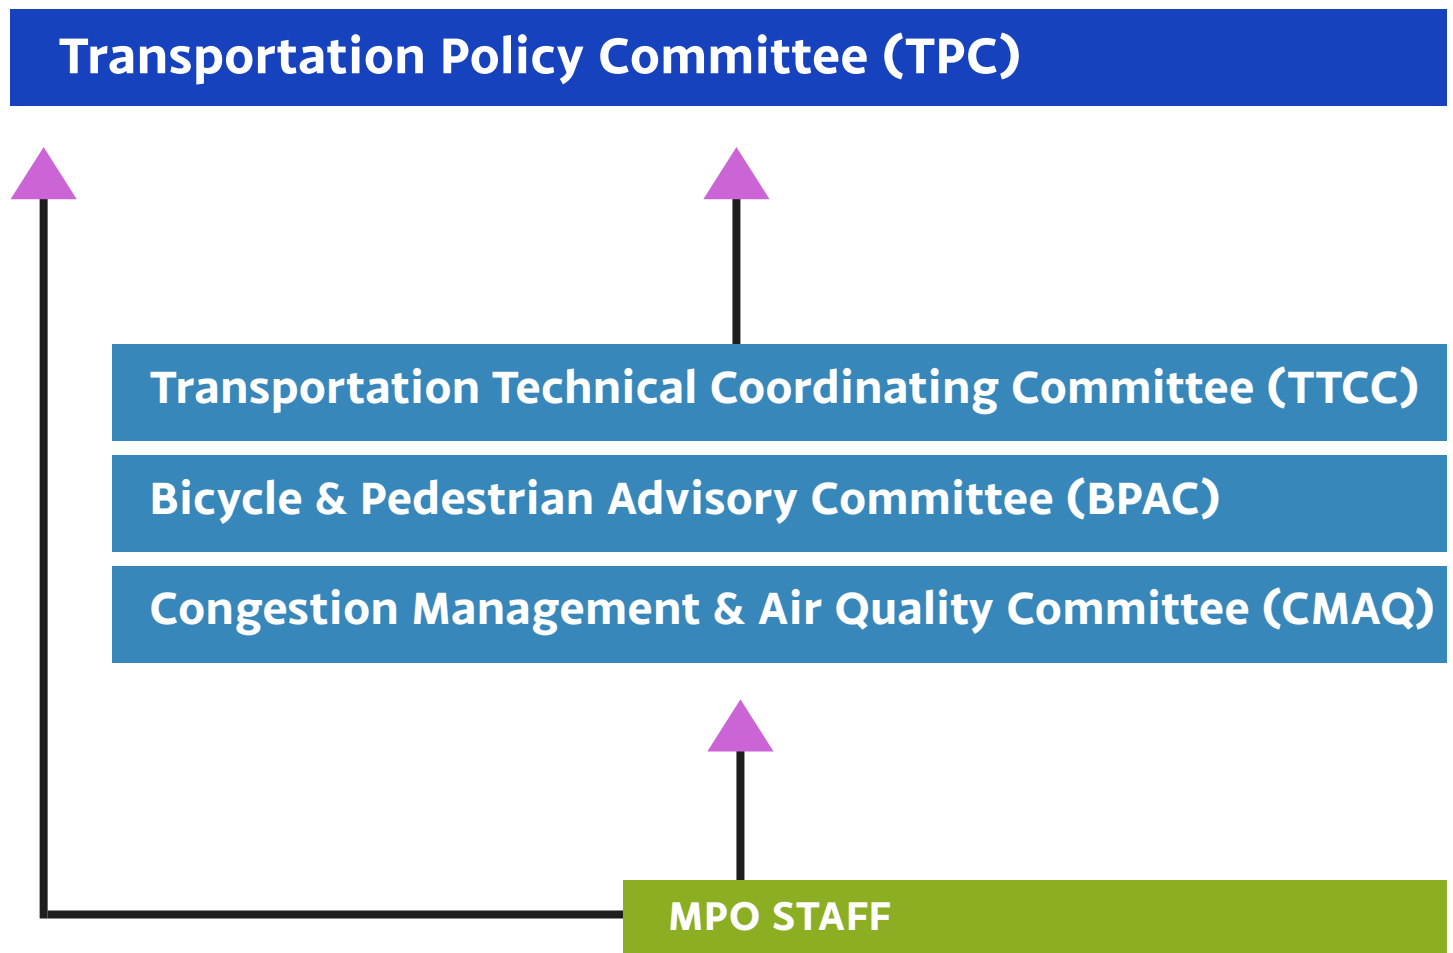 Transportation Policy Committee (TPC)
Transportation Technical Coordinating Committee (TTCC)
Bicycle & Pedestrian Advisory Committee (BPAC)
Congestion Management & Air Quality Committee (CMAQ)
MPO STAFF